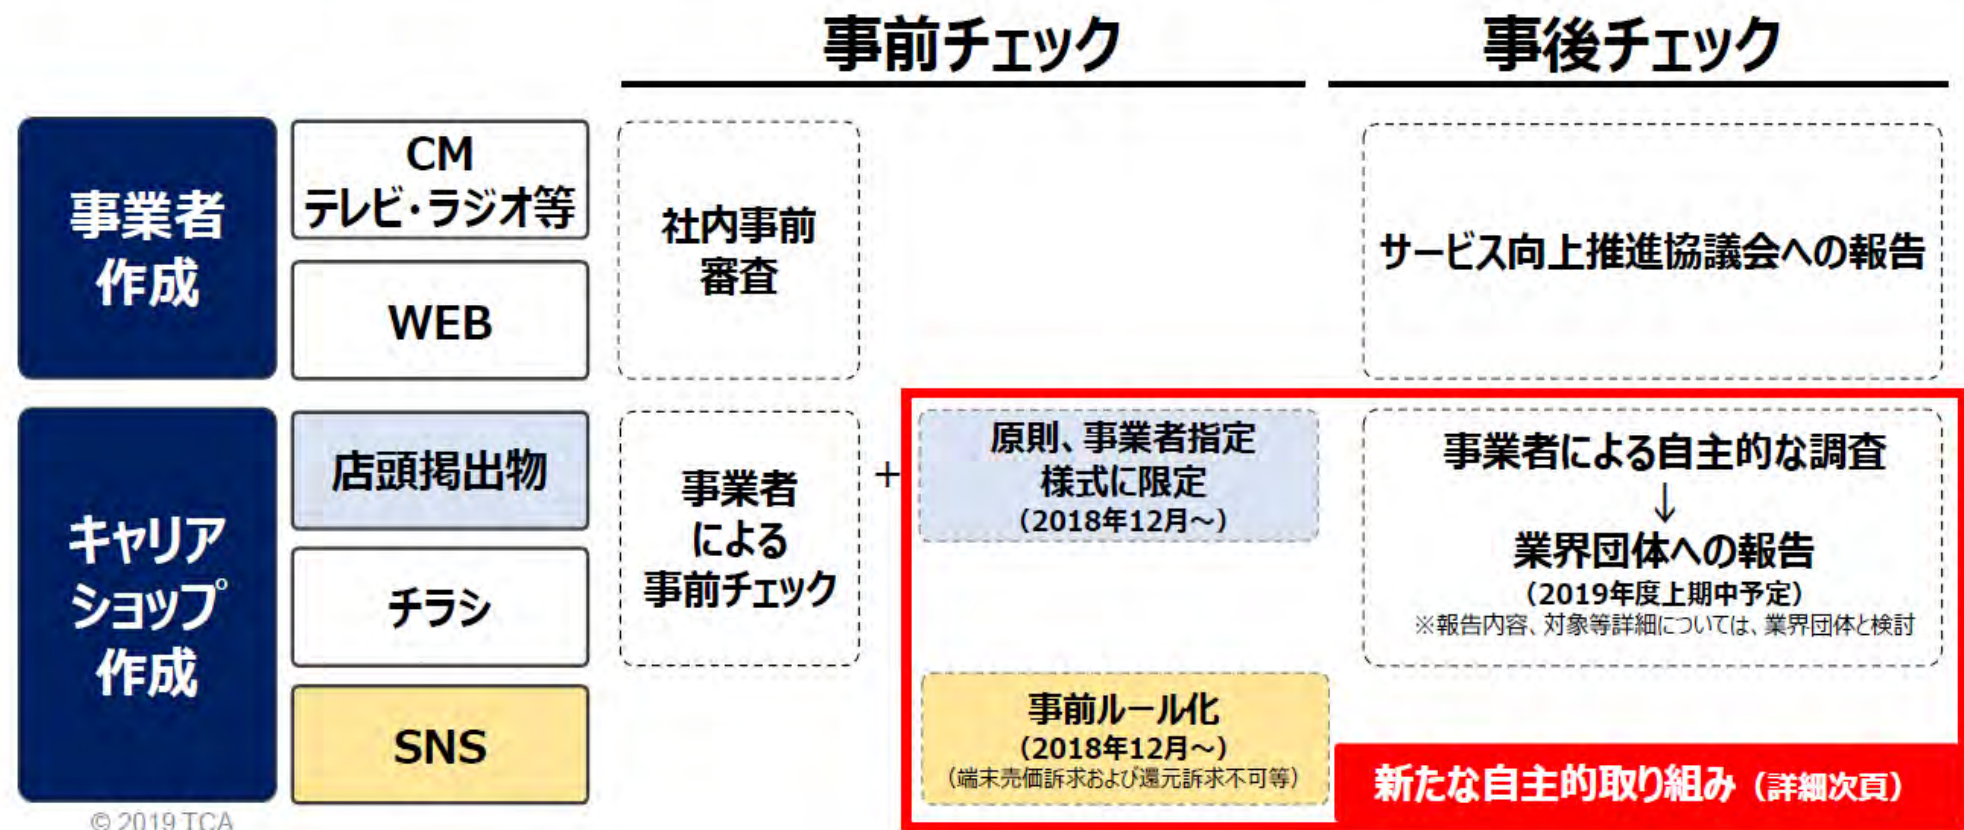 事前チェック
事後チェック
事業者
作成
CM
テレビ・ラジオ等
WEB
社内事前
審査
サービス向上推進協議会への報告
キャリア
ショップ
作成
店頭掲出物
チラシ
SNS
事業者
による
事前チェック
+
原則、事業者指定
様式に限定
（2018年12月～）
事前ルール化
（2018年12月～）
（端末売価訴求および還元訴求不可等）
事業者による自主的な調査
↓
業界団体への報告
（2019年度上期中予定）
※報告内容、対象等詳細については、業界団体と検討
新たな自主的取り組み（詳細次頁）
© 2019 TCA